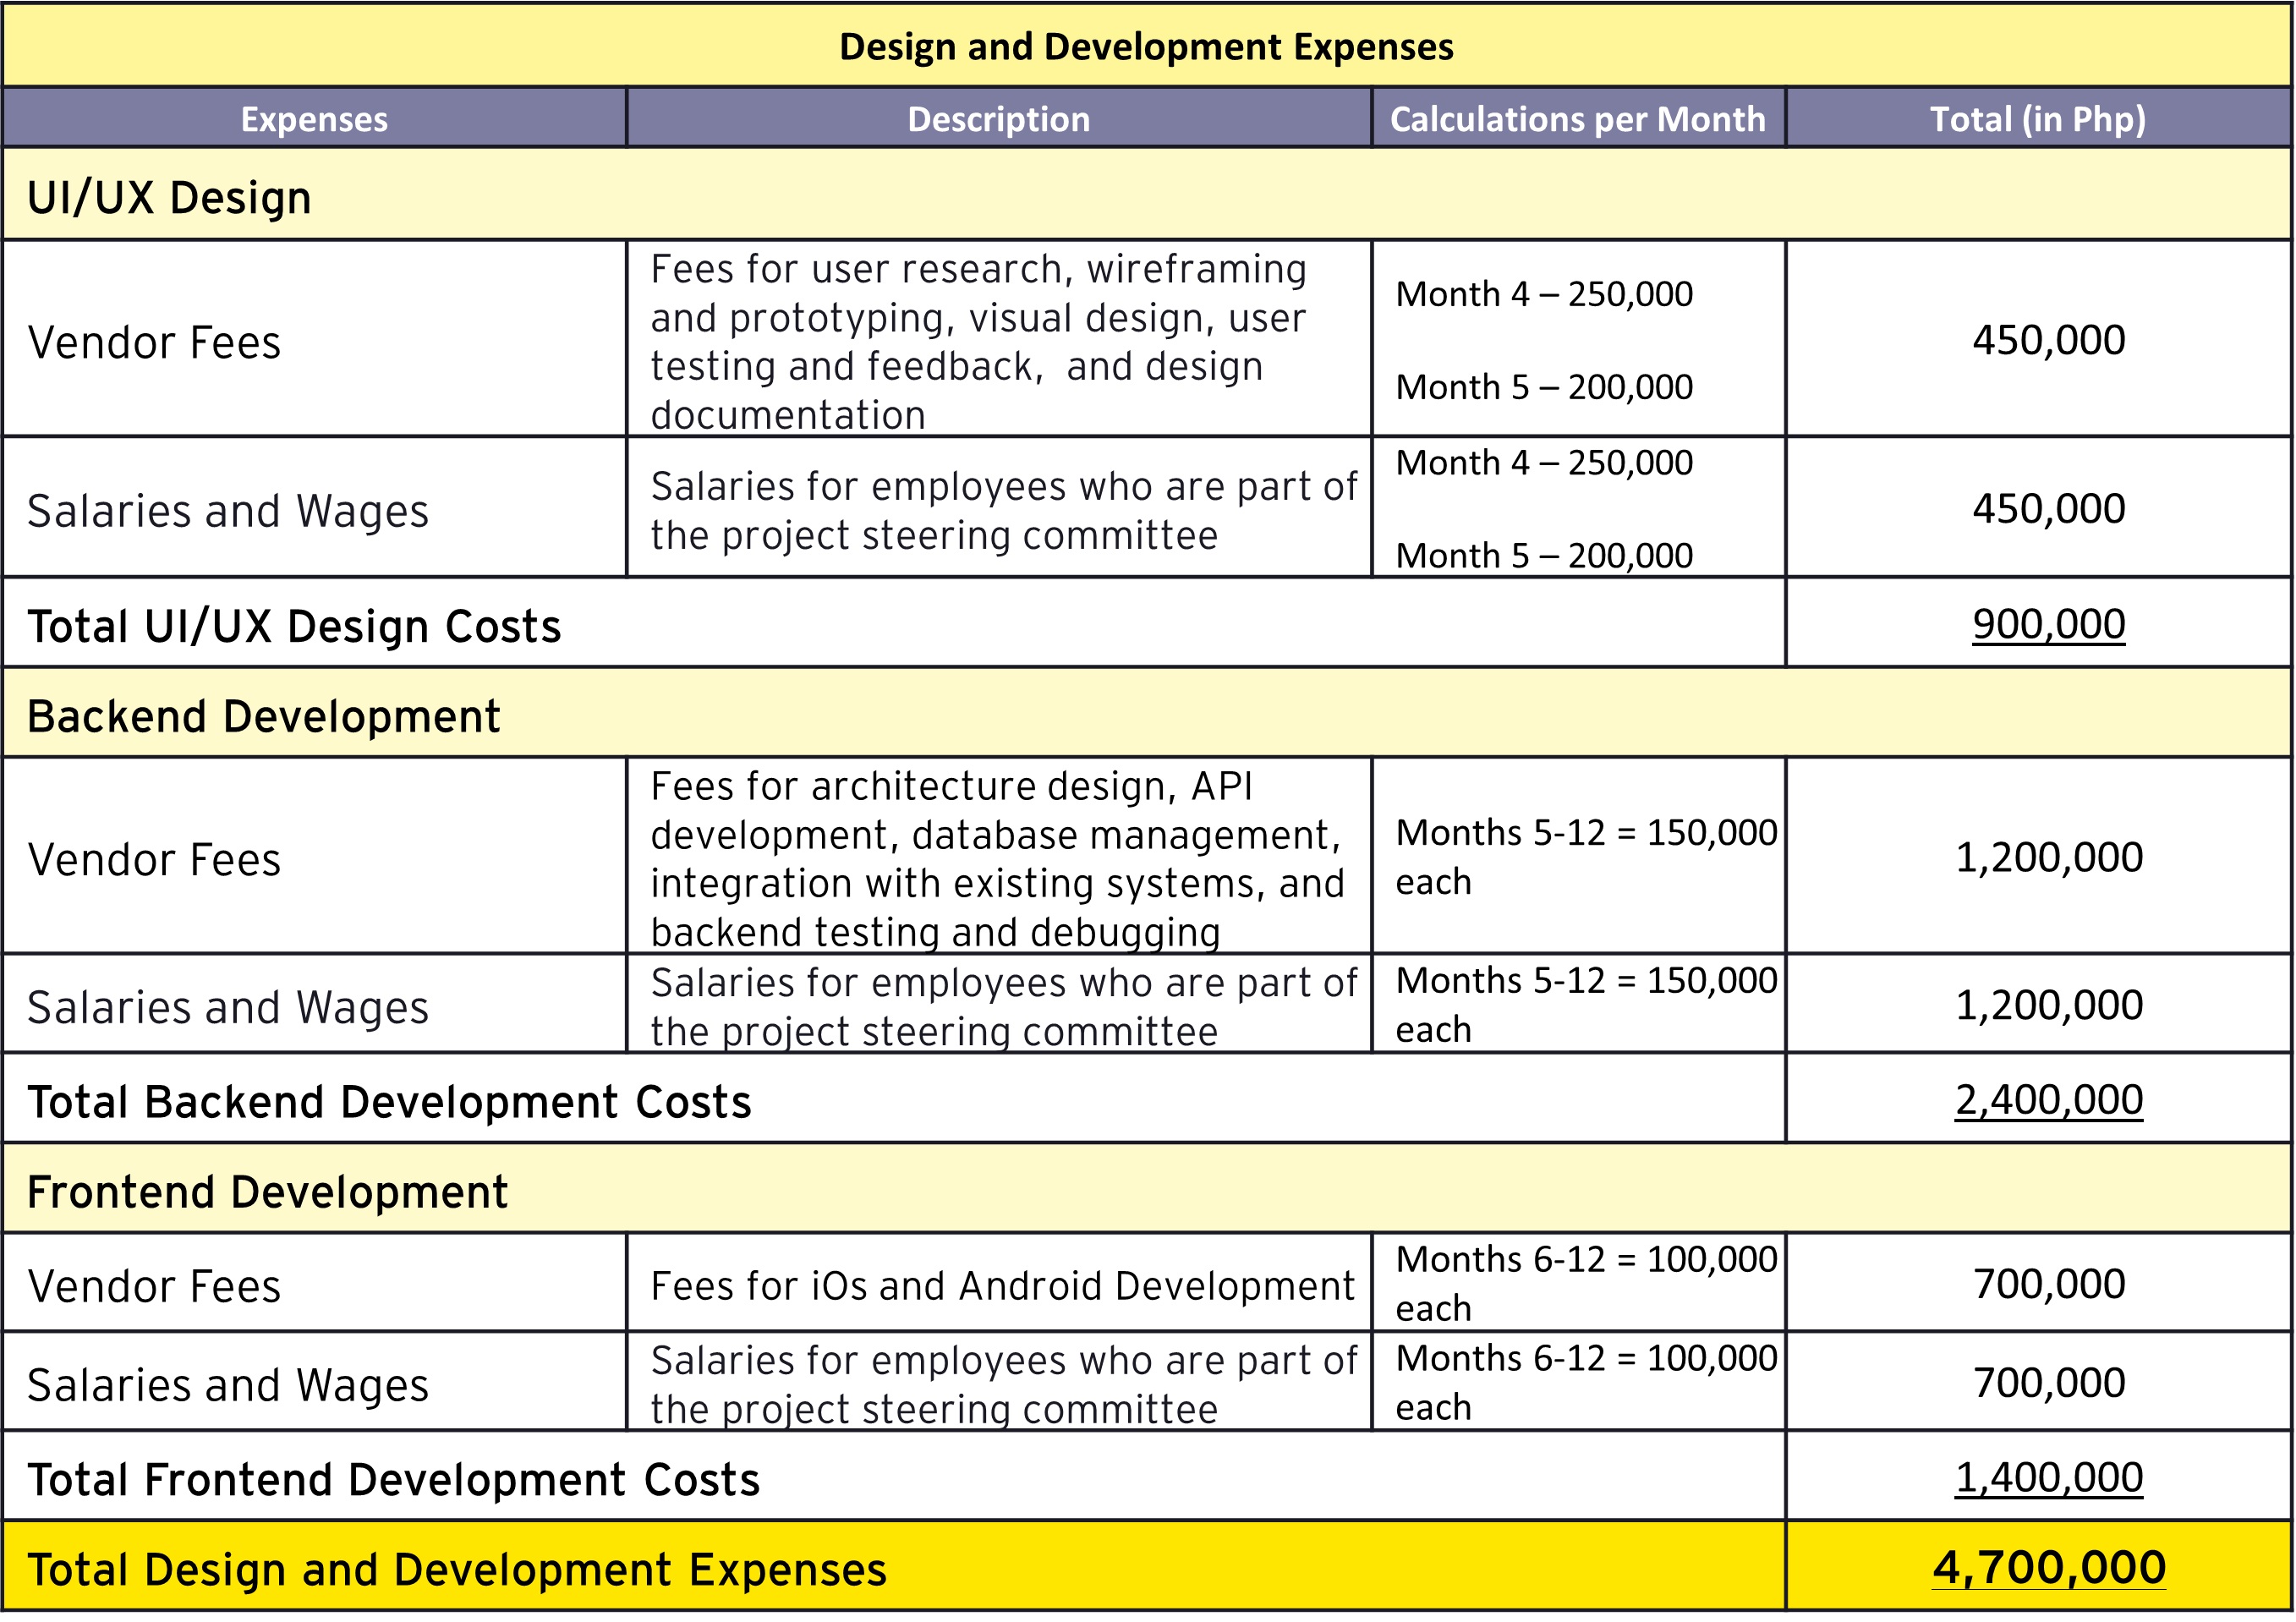 Design and Development Expenses
Expenses Description Calculations per Month Total (in Php)
UI/UX Design
Vendor Fees
Fees for user research, wireframing
and prototyping, visual design, user
testing and feedback, and design
documentation
Month 4 – 250,000
Month 5 – 200,000
450,000
Salaries and Wages
Salaries for employees who are part of
the project steering committee
Month 4 – 250,000
Month 5 – 200,000
450,000
Total UI/UX Design Costs 900,000
Backend Development
Vendor Fees
Fees for architecture design, API
development, database management,
integration with existing systems, and
backend testing and debugging
Months 5-12 = 150,000
each
1,200,000
Salaries and Wages
Salaries for employees who are part of
the project steering committee
Months 5-12 = 150,000
each
1,200,000
Total Backend Development Costs 2,400,000
Frontend Development
Vendor Fees
Fees for iOs and Android Development
Months 6-12 = 100,000
each
700,000
Salaries and Wages
Salaries for employees who are part of
the project steering committee
Months 6-12 = 100,000
each
700,000
Total Frontend Development Costs 1,400,000
Total Design and Development Expenses 4,700,000